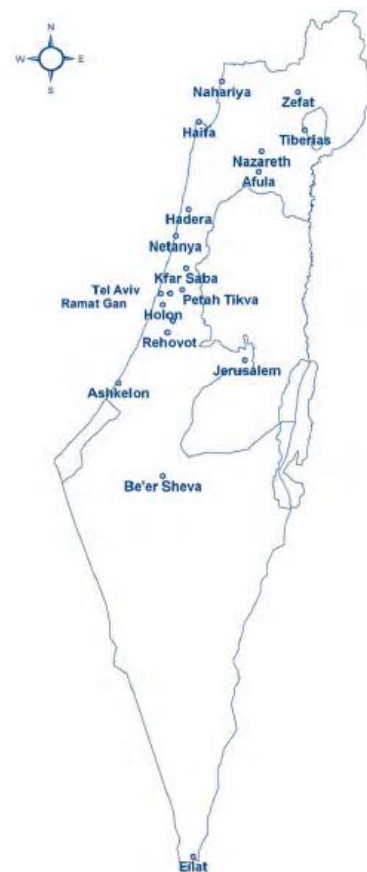 N
W E
S
Nahariya
Zefat
Haifa
Tiberias
Nazareth
Afula
Hadera
Netanya
Kfar Saba
Tel Aviv
Petah Tikva
Ramat Gan
Holon
Rehovot
Jerusalem
Ashkelon
Be'er Sheva
Eilat